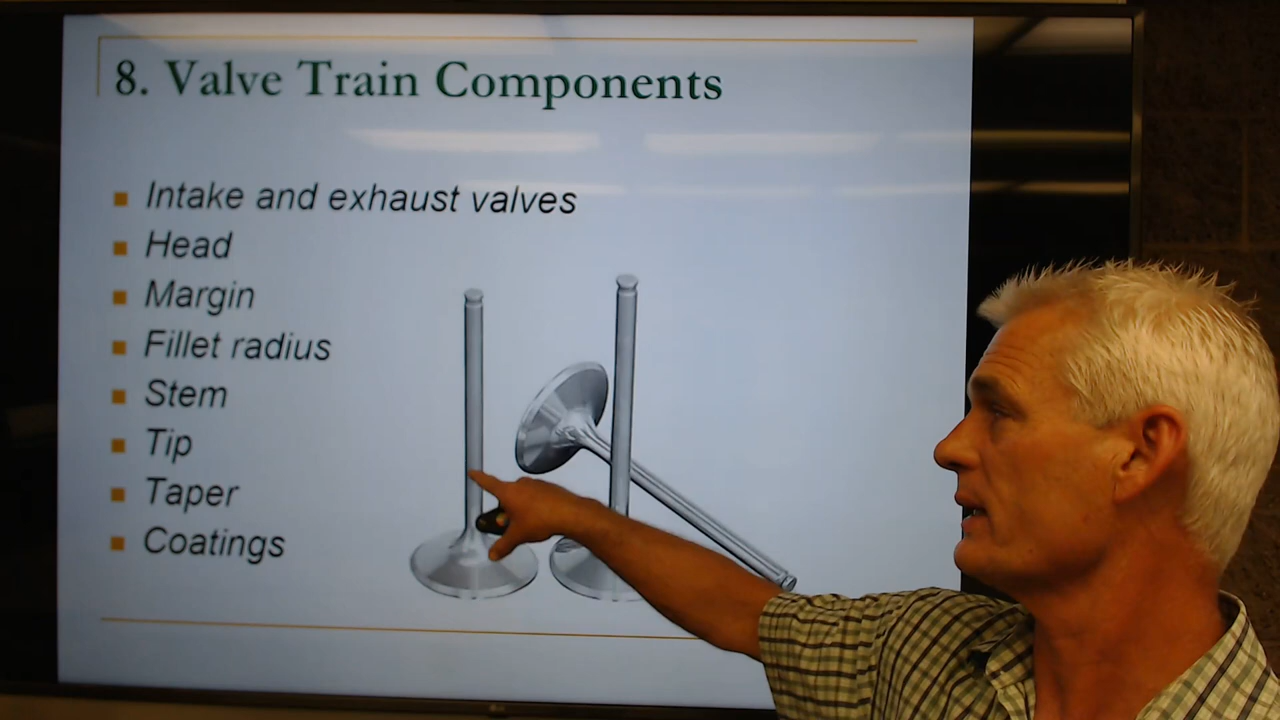 8. Valve Train Components
Intake and exhaust valves
Head
Margin
Fillet radius
Stem
Tip
Taper
Coatings